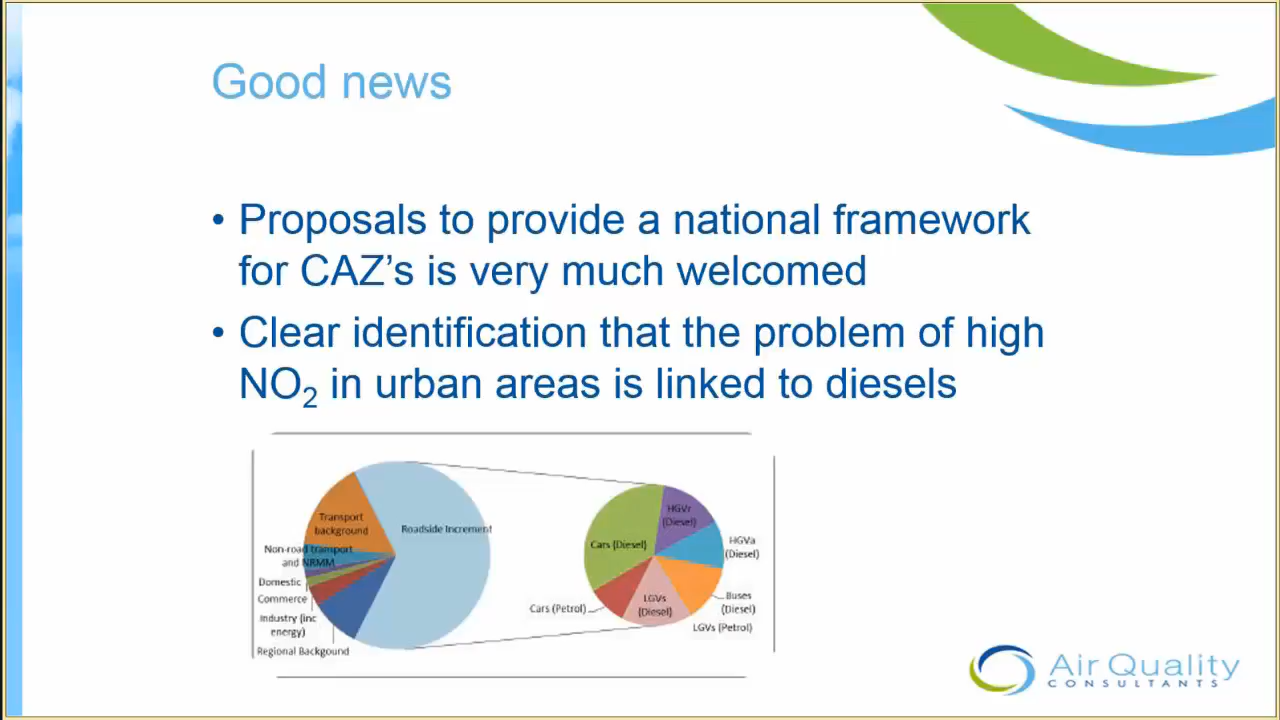 Good news
• Proposals to provide a national framework
for CAZ's is very much welcomed
• Clear identification that the problem of high
NO₂ in urban areas is linked to diesels
Transport
background
Roadside Increment
Non-road transport
and NRMM
Domestic
Commerce
Industry (inc
energy)
Regional Backgound
HGVr
(Diesel)
Cars (Diesel)
HGVa
(Diesel)
Buses
(Diesel)
LGVs
(Diesel)
Cars (Petrol)
LGVs (Petrol)
Air Quality
CONSULTANTS